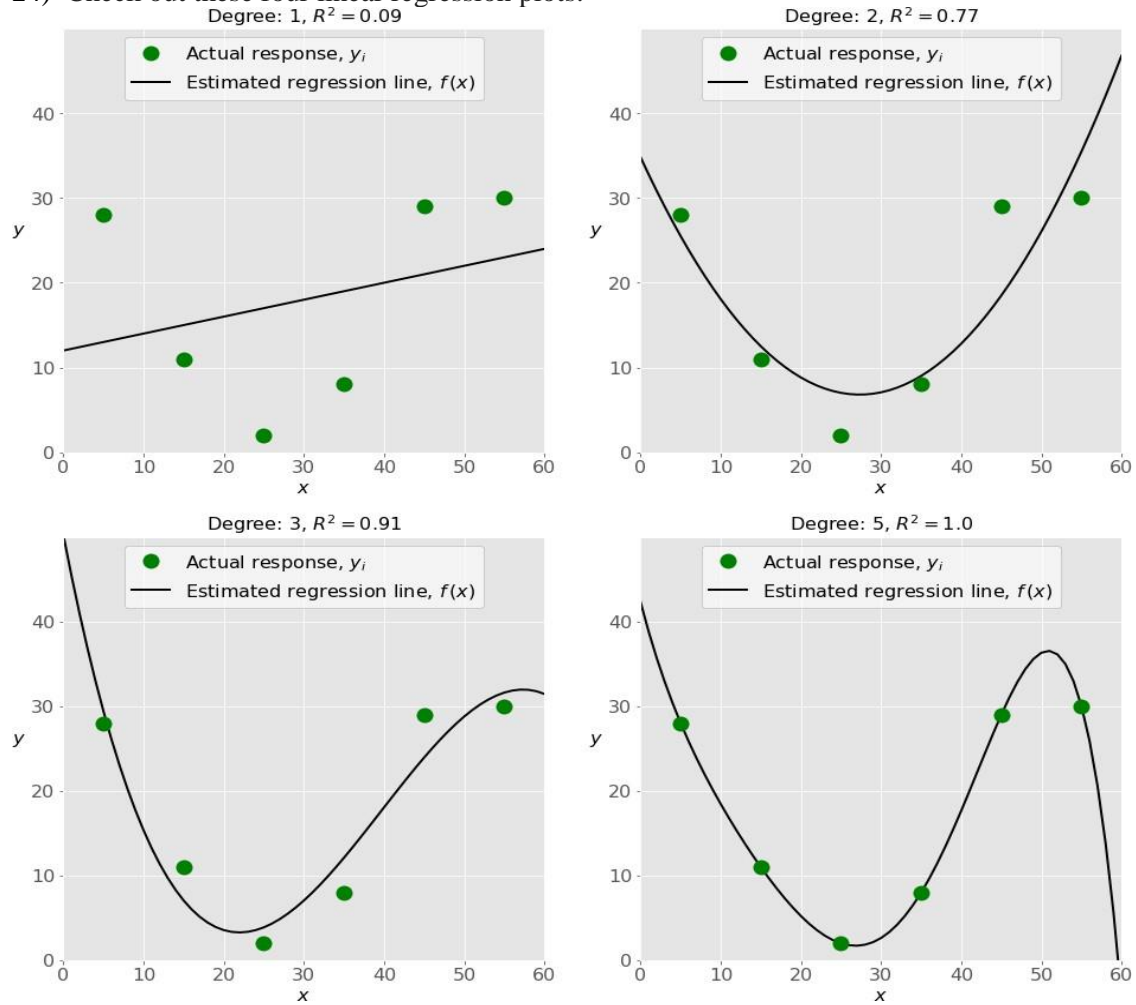 24) Check out these four linear regression plots:
Degree: 1, R² = 0.09
Actual response, yᵢ
Estimated regression line, f(x)
40
30
y
20
10
0
0 10 20 30 40 50 60
x
Degree: 2, R² = 0.77
Actual response, yᵢ
Estimated regression line, f(x)
40
30
y
20
10
0
0 10 20 30 40 50 60
x
Degree: 3, R² = 0.91
Actual response, yᵢ
Estimated regression line, f(x)
40
30
y
20
10
0
0 10 20 30 40 50 60
x
Degree: 5, R² = 1.0
Actual response, yᵢ
Estimated regression line, f(x)
40
30
y
20
10
0
0 10 20 30 40 50 60
x